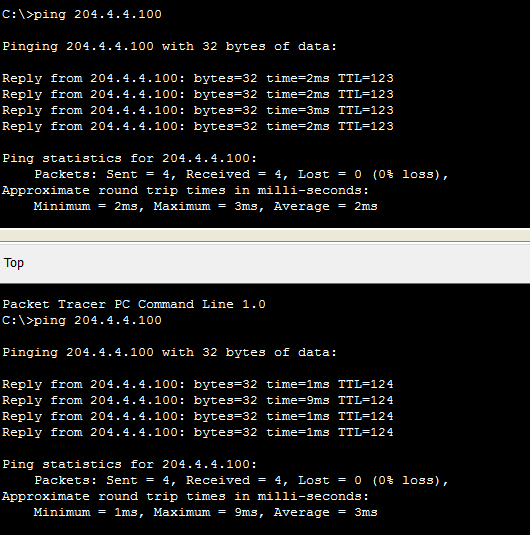 C:\>ping 204.4.4.100
Pinging 204.4.4.100 with 32 bytes of data:
Reply from 204.4.4.100: bytes=32 time=2ms TTL=123
Reply from 204.4.4.100: bytes=32 time=2ms TTL=123
Reply from 204.4.4.100: bytes=32 time=3ms TTL=123
Reply from 204.4.4.100: bytes=32 time=2ms TTL=123
Ping statistics for 204.4.4.100:
    Packets: Sent = 4, Received = 4, Lost = 0 (0% loss),
Approximate round trip times in milli-seconds:
    Minimum = 2ms, Maximum = 3ms, Average = 2ms
Top
Packet Tracer PC Command Line 1.0
C:\>ping 204.4.4.100
Pinging 204.4.4.100 with 32 bytes of data:
Reply from 204.4.4.100: bytes=32 time=1ms TTL=124
Reply from 204.4.4.100: bytes=32 time=9ms TTL=124
Reply from 204.4.4.100: bytes=32 time=1ms TTL=124
Reply from 204.4.4.100: bytes=32 time=1ms TTL=124
Ping statistics for 204.4.4.100:
    Packets: Sent = 4, Received = 4, Lost = 0 (0% loss),
Approximate round trip times in milli-seconds:
    Minimum = 1ms, Maximum = 9ms, Average = 3ms